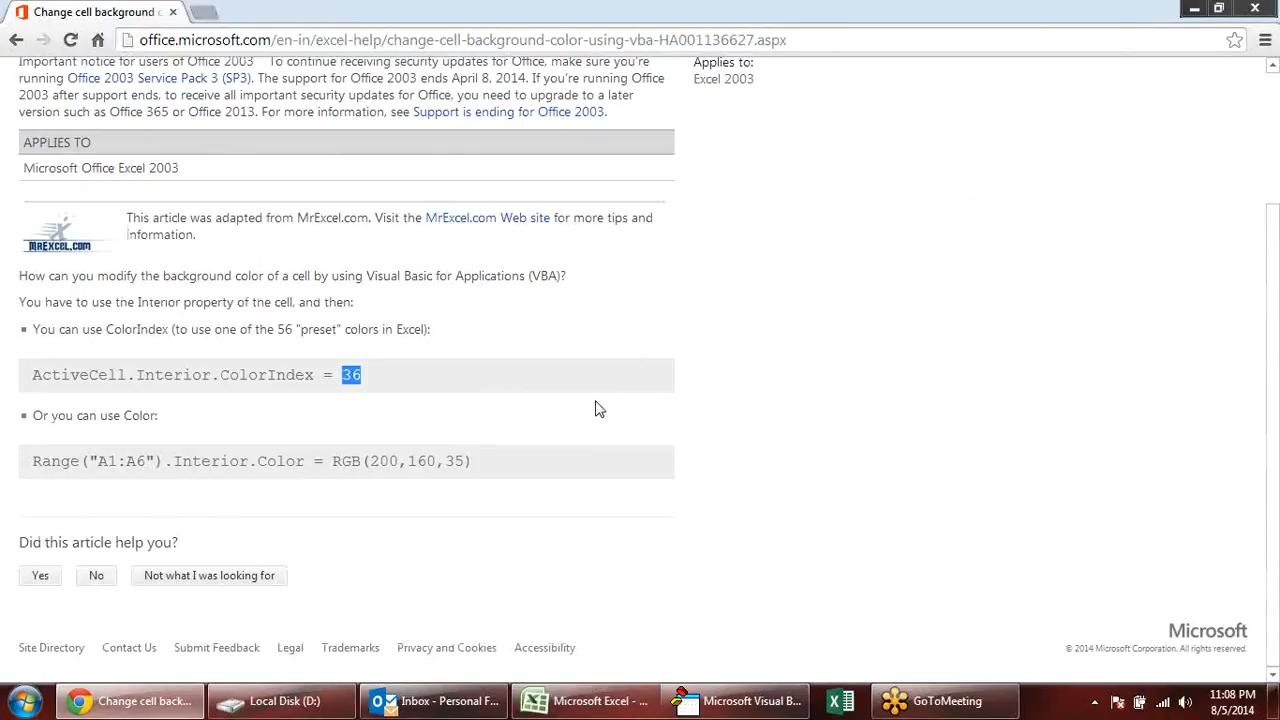 Change cell background c
office.microsoft.com/en-in/excel-help/change-cell-background-color-using-vba-HA001136627.aspx
Important notice for users of Office 2003   To continue receiving security updates for Office, make sure you're
running Office 2003 Service Pack 3 (SP3). The support for Office 2003 ends April 8, 2014. If you're running Office
2003 after support ends, to receive all important security updates for Office, you need to upgrade to a later
version such as Office 365 or Office 2013. For more information, see Support is ending for Office 2003.
Applies to:
Excel 2003
APPLIES TO
Microsoft Office Excel 2003
MREXCEL.COM
This article was adapted from MrExcel.com. Visit the MrExcel.com Web site for more tips and
information.
How can you modify the background color of a cell by using Visual Basic for Applications (VBA)?
You have to use the Interior property of the cell, and then:
You can use ColorIndex (to use one of the 56 "preset" colors in Excel):
ActiveCell.Interior.ColorIndex = 36
Or you can use Color:
Range("A1:A6").Interior.Color = RGB(200,160,35)
Did this article help you?
Yes
No
Not what I was looking for
Microsoft
Site Directory   Contact Us   Submit Feedback   Legal   Trademarks   Privacy and Cookies   Accessibility
© 2014 Microsoft Corporation. All rights reserved.
Change cell back...
Local Disk (D:)
Inbox - Personal F...
Microsoft Excel - ...
Microsoft Visual B...
GoToMeeting
11:08 PM
8/5/2014